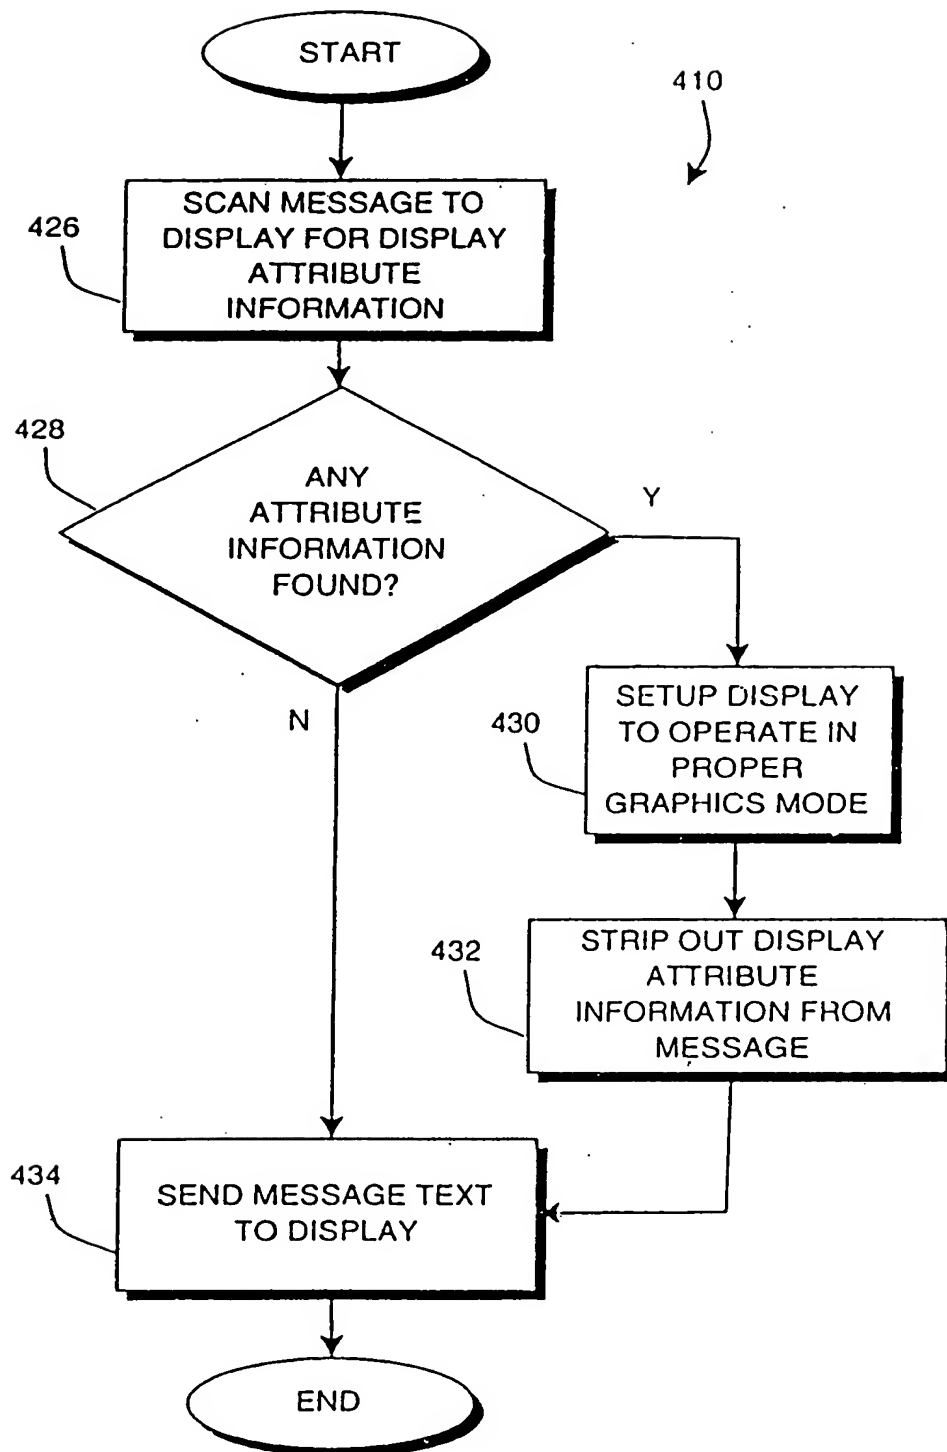 START
410
SCAN MESSAGE TO
DISPLAY FOR DISPLAY
ATTRIBUTE
INFORMATION
426
428
ANY
ATTRIBUTE
INFORMATION
FOUND?
Y
N
SETUP DISPLAY
TO OPERATE IN
PROPER
GRAPHICS MODE
430
STRIP OUT DISPLAY
ATTRIBUTE
INFORMATION FROM
MESSAGE
432
434
SEND MESSAGE TEXT
TO DISPLAY
END